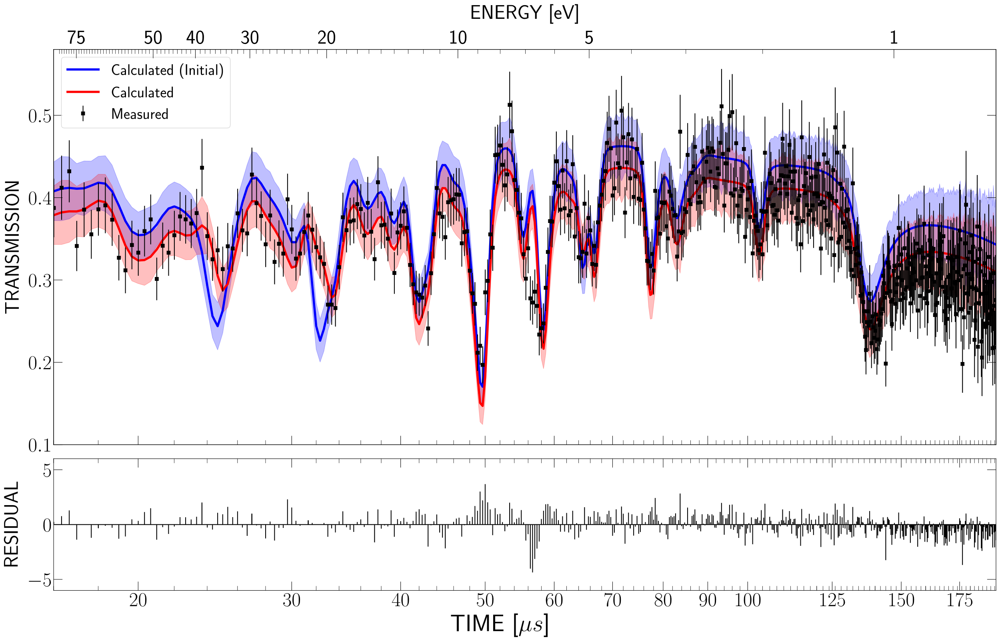 ENERGY [eV]
75 50 40 30 20 10 5 1
Calculated (Initial)
Calculated
Measured
TRANSMISSION
0.5
0.4
0.3
0.2
0.1
RESIDUAL
5
0
−5
20 30 40 50 60 70 80 90 100 125 150 175
TIME [μs]